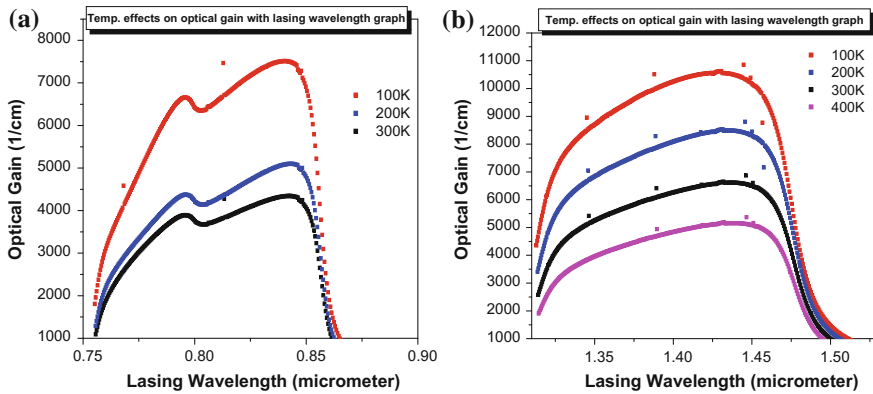 (a)
Temp. effects on optical gain with lasing wavelength graph
8000
7000
6000
5000
4000
3000
2000
1000
Optical Gain (1/cm)
100K
200K
300K
0.75
0.80
0.85
0.90
Lasing Wavelength (micrometer)
(b)
Temp. effects on optical gain with lasing wavelength graph
12000
11000
10000
9000
8000
7000
6000
5000
4000
3000
2000
1000
Optical Gain (1/cm)
100K
200K
300K
400K
1.35
1.40
1.45
1.50
Lasing Wavelength (micrometer)